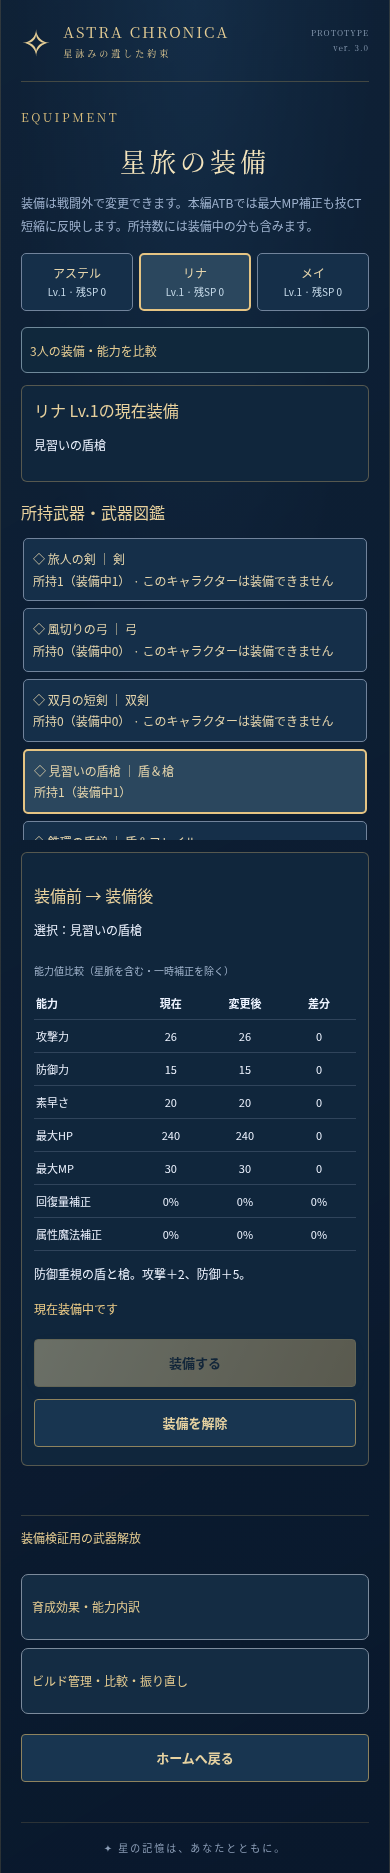 ASTRA CHRONICA
星詠みの遺した約束
PROTOTYPE
ver. 3.0
EQUIPMENT
星旅の装備
装備は戦闘外で変更できます。本編ATBでは最大MP補正も技CT
短縮に反映します。所持数には装備中の分も含みます。
アステル
Lv.1・残SP 0
リナ
Lv.1・残SP 0
メイ
Lv.1・残SP 0
3人の装備・能力を比較
リナ Lv.1の現在装備
見習いの盾槍
所持武器・武器図鑑
◇ 旅人の剣｜剣
所持1（装備中1）・このキャラクターは装備できません
◇ 風切りの弓｜弓
所持0（装備中0）・このキャラクターは装備できません
◇ 双月の短剣｜双剣
所持0（装備中0）・このキャラクターは装備できません
◇ 見習いの盾槍｜盾＆槍
所持1（装備中1）
装備前 → 装備後
選択：見習いの盾槍
能力値比較（星脈を含む・一時補正を除く）
能力 現在 変更後 差分
攻撃力 26 26 0
防御力 15 15 0
素早さ 20 20 0
最大HP 240 240 0
最大MP 30 30 0
回復量補正 0% 0% 0%
属性魔法補正 0% 0% 0%
防御重視の盾と槍。攻撃＋2、防御＋5。
現在装備中です
装備する
装備を解除
装備検証用の武器解放
育成効果・能力内訳
ビルド管理・比較・振り直し
ホームへ戻る
✦ 星の記憶は、あなたとともに。